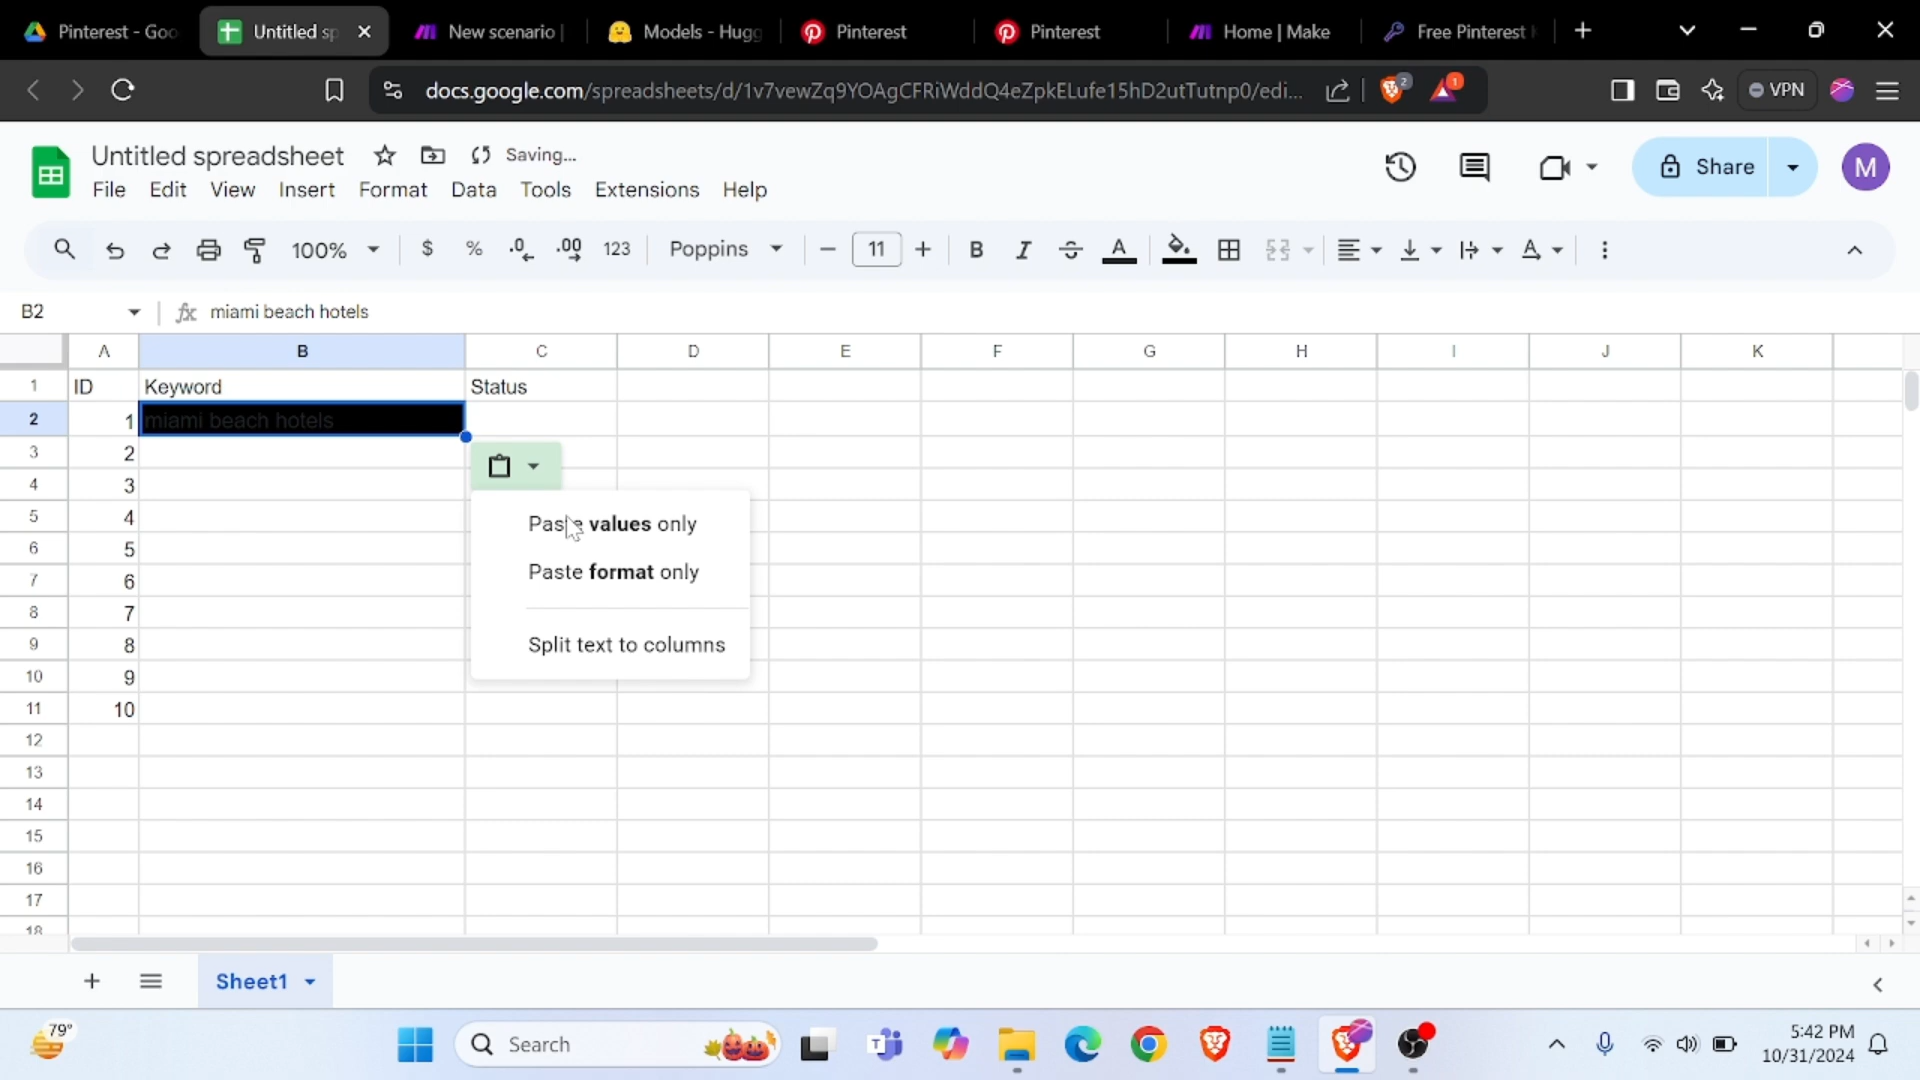 Pinterest - Goo
Untitled sp
New scenario |
Models - Hugg
Pinterest
Pinterest
Home | Make
Free Pinterest
docs.google.com/spreadsheets/d/1v7vewZq9YOAgCFRiWddQ4eZpkELufe15hD2utTutnp0/edi...
2
1
VPN
Untitled spreadsheet
Saving...
File Edit View Insert Format Data Tools Extensions Help
Share
M
100%
$ % .0 .00 123
Poppins
11
B I A
B2
fx miami beach hotels
A B C D E F G H I J K
1 ID Keyword Status
2 1 miami beach hotels
3 2
4 3
5 4
6 5
7 6
8 7
9 8
10 9
11 10
12
13
14
15
16
17
18
Paste values only
Paste format only
Split text to columns
Sheet1
79°
Search
5:42 PM
10/31/2024